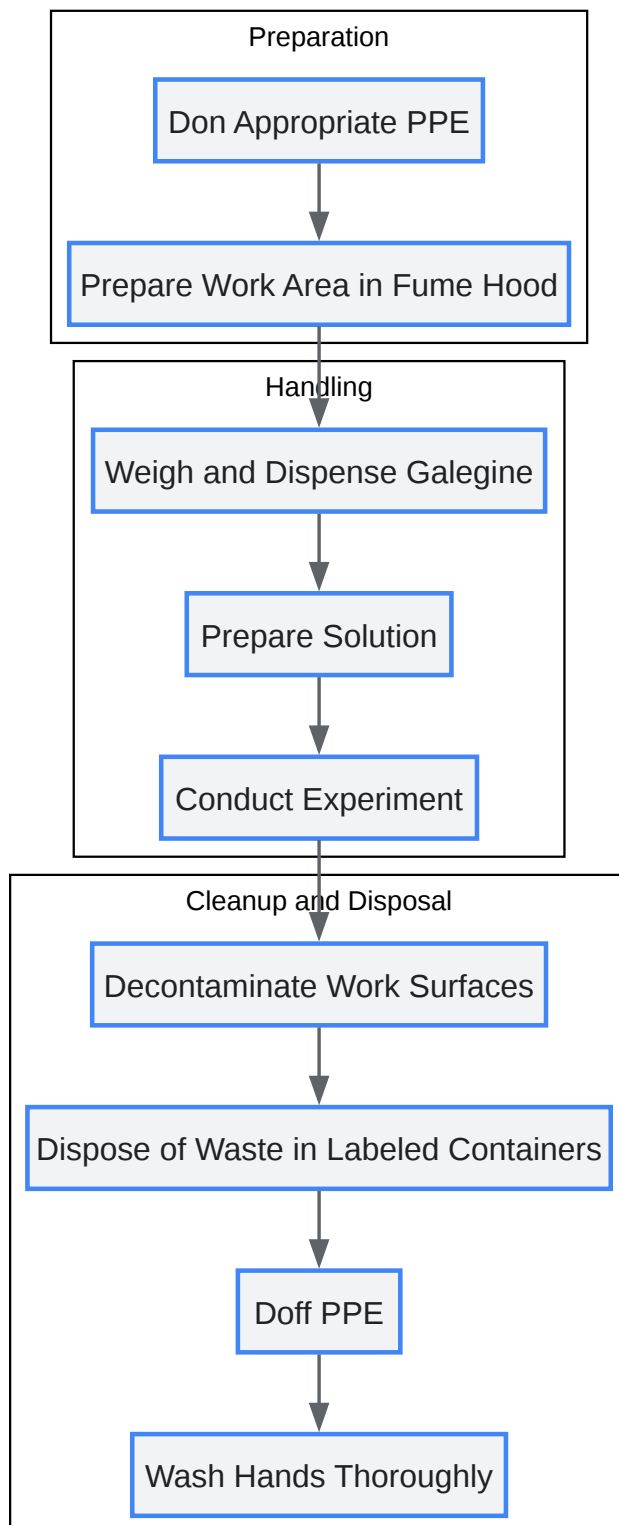 Preparation
Don Appropriate PPE
Prepare Work Area in Fume Hood
Handling
Weigh and Dispense Galegine
Prepare Solution
Conduct Experiment
Cleanup and Disposal
Decontaminate Work Surfaces
Dispose of Waste in Labeled Containers
Doff PPE
Wash Hands Thoroughly